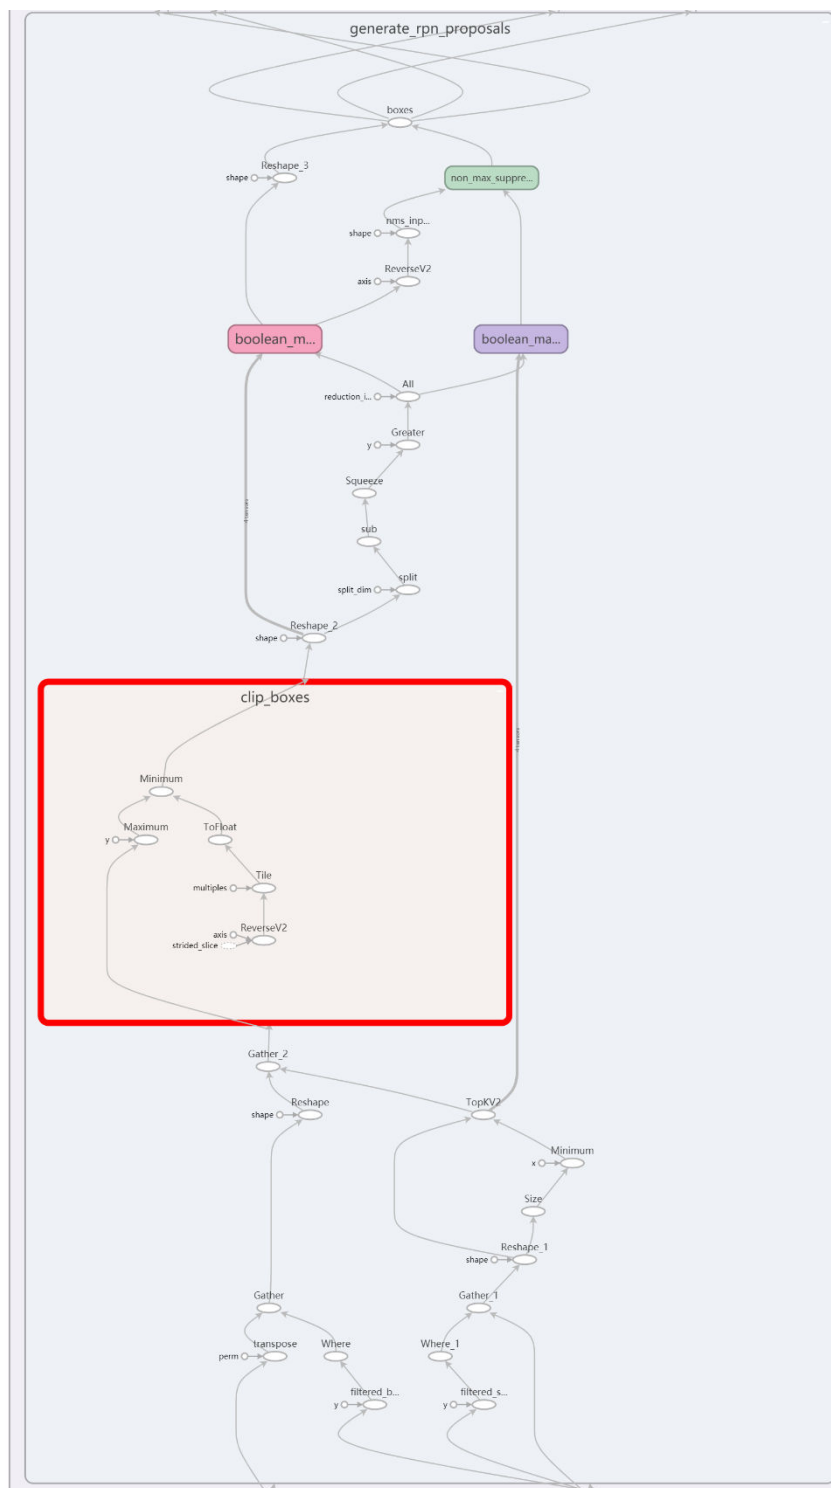 generate_rpn_proposals
boxes
Reshape_3
shape
non_max_suppre...
nms_inp...
shape
ReverseV2
axis
boolean_m...
boolean_ma...
All
reduction_i...
Greater
y
Squeeze
sub
split
split_dim
Reshape_2
shape
clip_boxes
Minimum
Maximum
ToFloat
y
Tile
multiples
ReverseV2
axis
strided_slice
Gather_2
Reshape
TopKV2
shape
Minimum
x
Size
Reshape_1
shape
Gather
Gather_1
transpose
Where
Where_1
perm
filtered_b...
filtered_s...
y
y